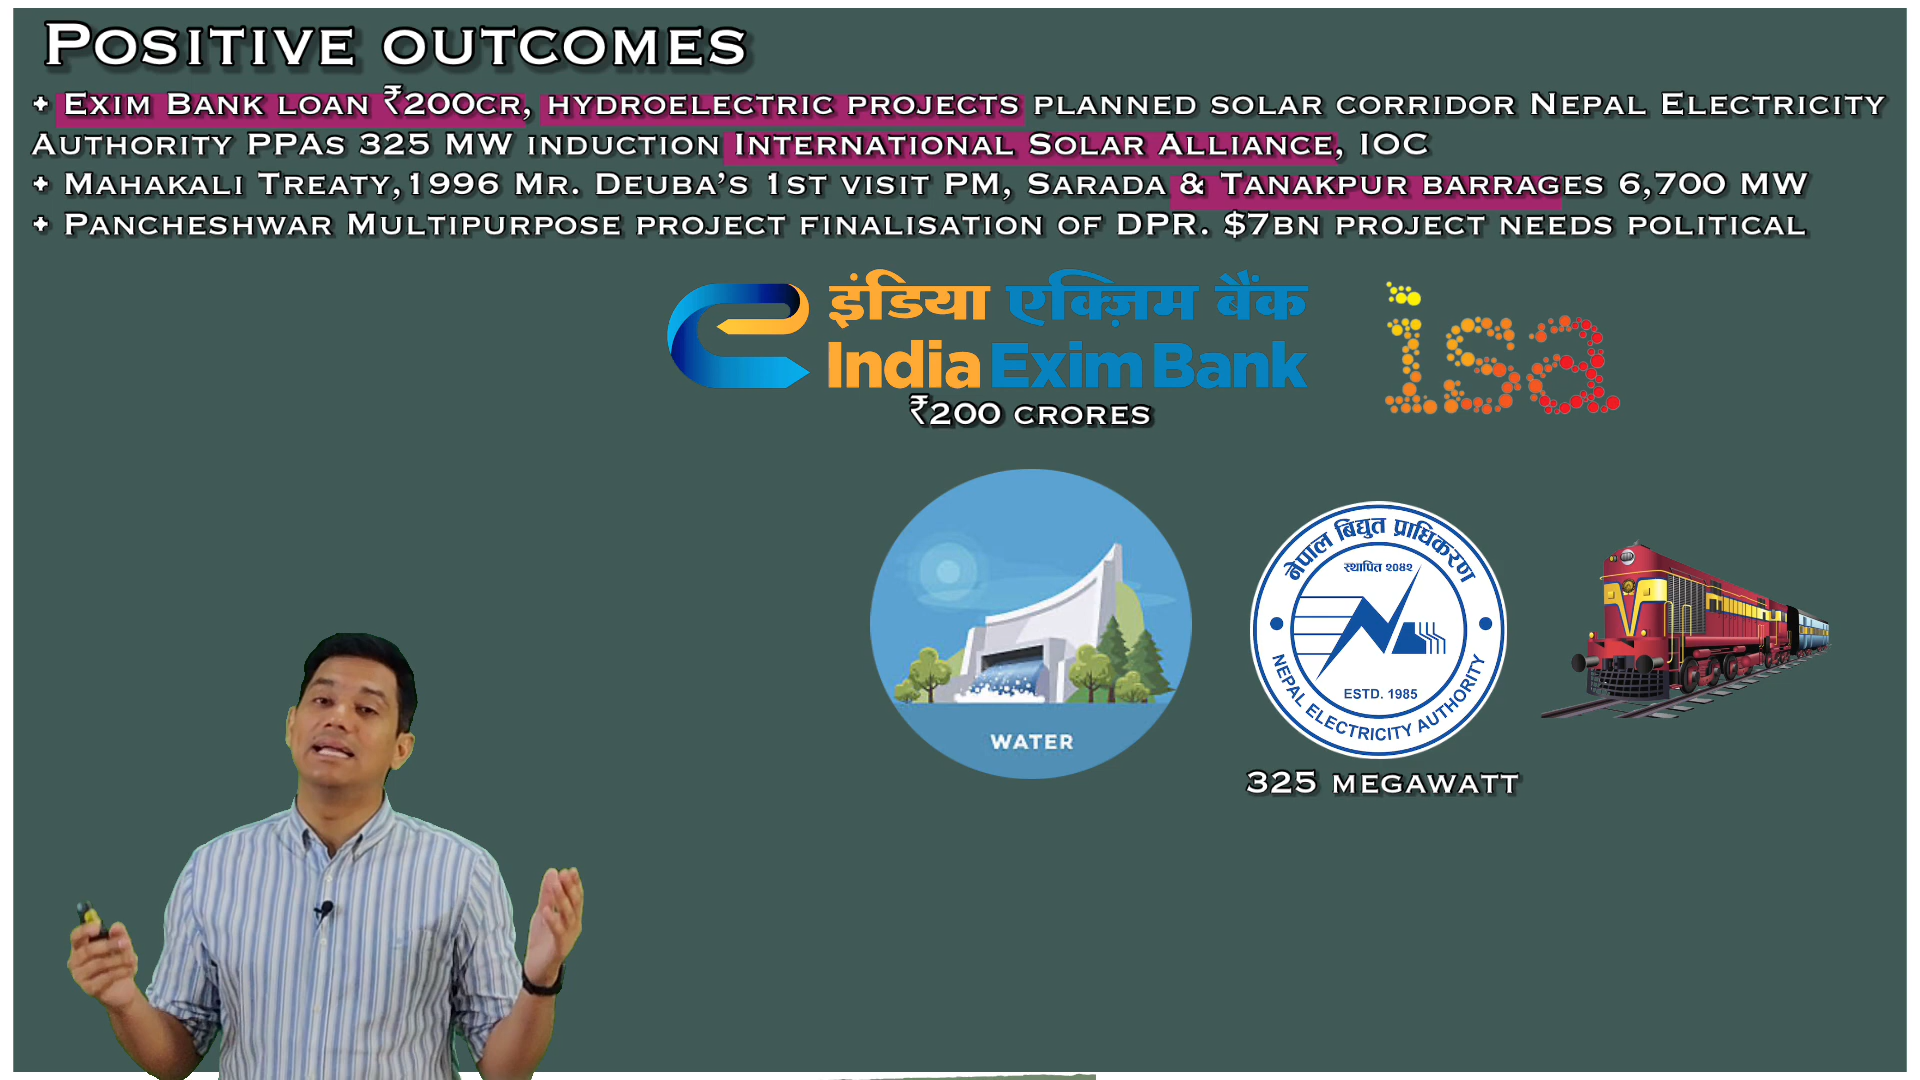 Positive outcomes
+ Exim Bank loan ₹200cr, hydroelectric projects planned solar corridor Nepal Electricity
Authority PPAs 325 MW induction International Solar Alliance, IOC
+ Mahakali Treaty,1996 Mr. Deuba's 1st visit PM, Sarada & Tanakpur barrages 6,700 MW
+ Pancheshwar Multipurpose project finalisation of DPR. $7bn project needs political
इंडिया एक्ज़िम बैंक
India Exim Bank
₹200 crores
isa
WATER
नेपाल बिद्युत प्राधिकरण
स्थापित २०४२
ESTD. 1985
NEPAL ELECTRICITY AUTHORITY
325 megawatt